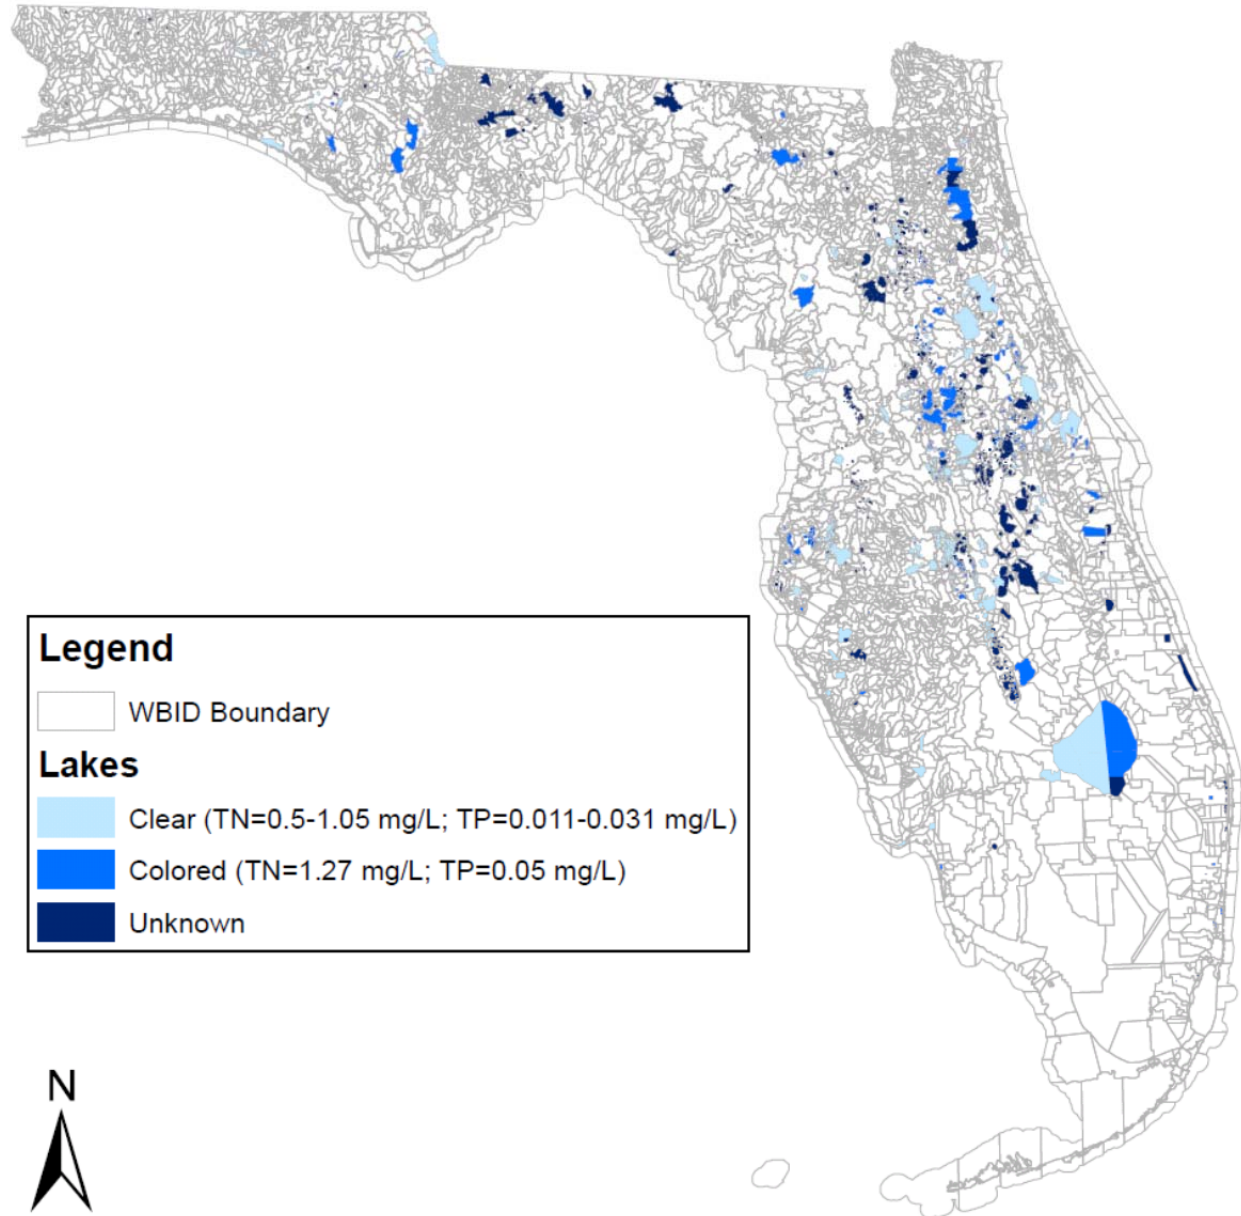 Legend
WBID Boundary
Lakes
Clear (TN=0.5-1.05 mg/L; TP=0.011-0.031 mg/L)
Colored (TN=1.27 mg/L; TP=0.05 mg/L)
Unknown
N